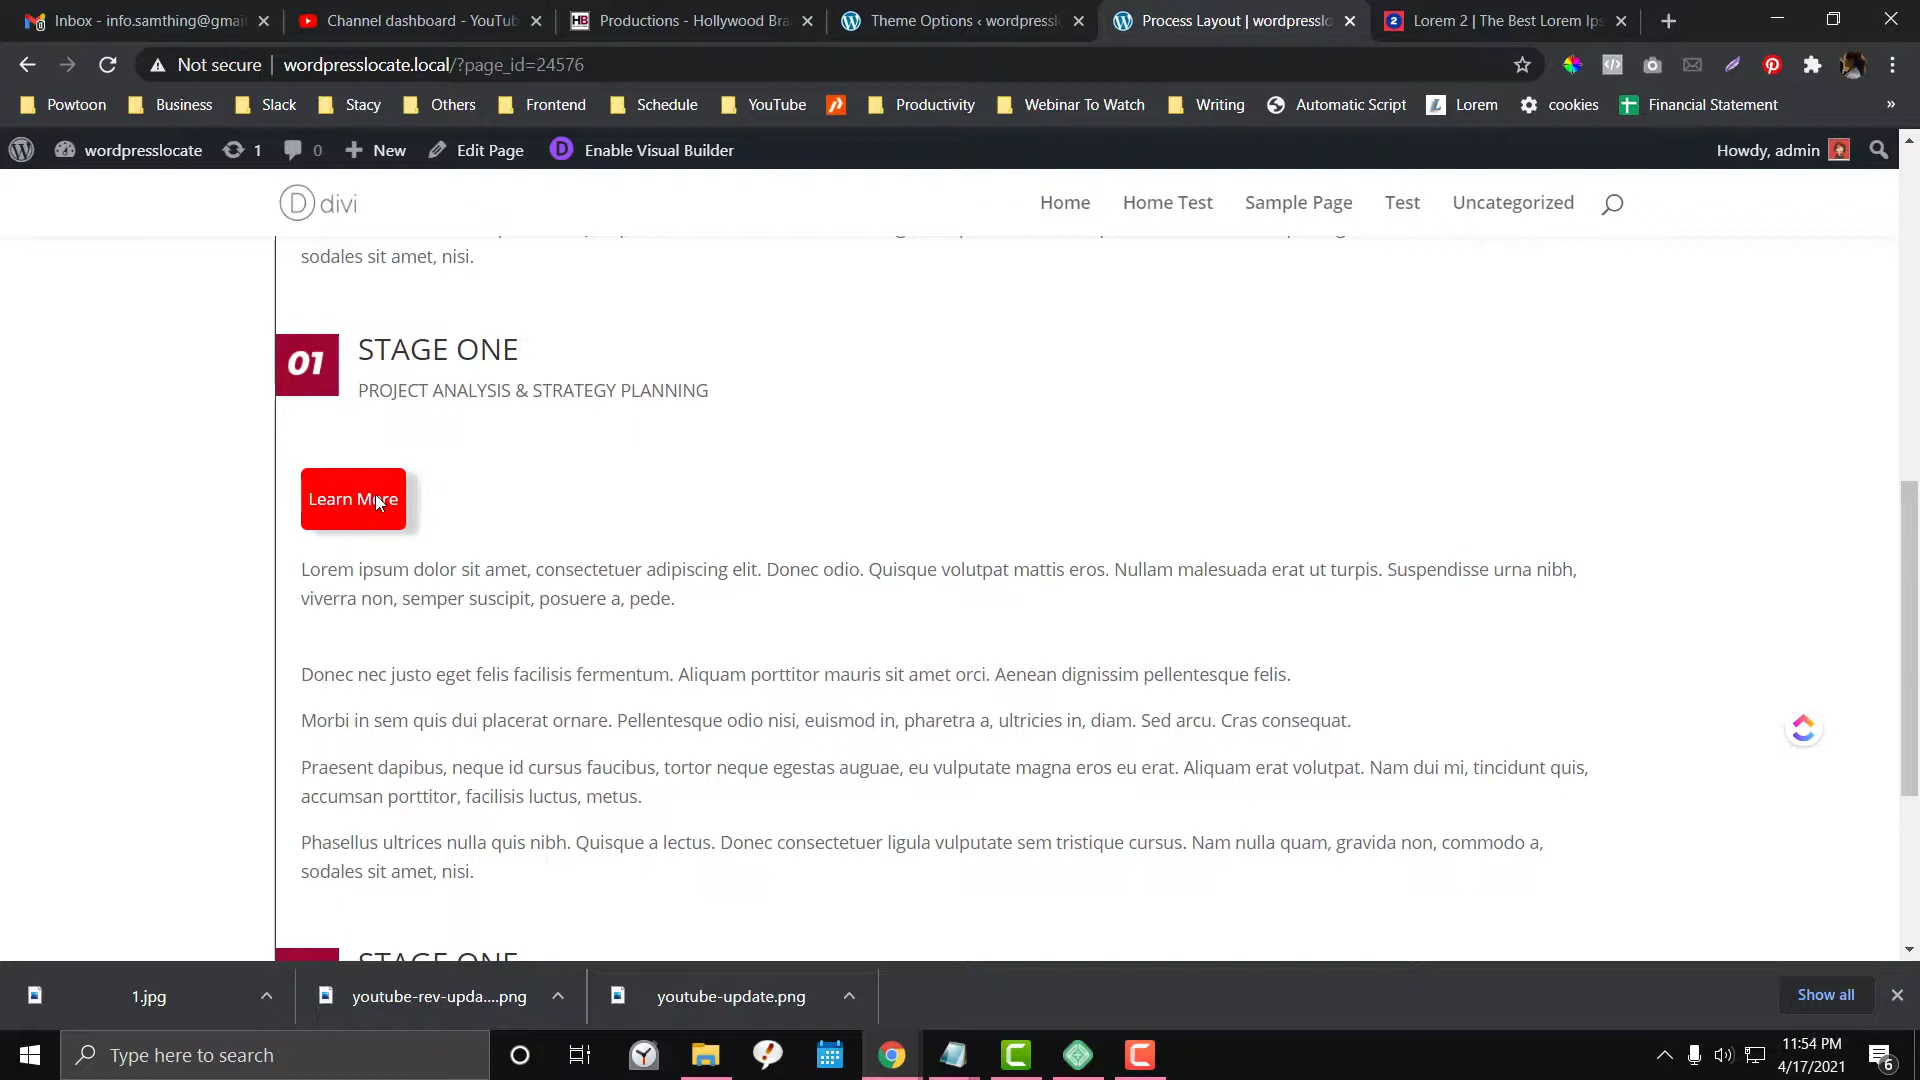 Inbox - info.samthing@gmai
Channel dashboard - YouTub
HB Productions - Hollywood Bra
Theme Options ‹ wordpressl
Process Layout | wordpresslo
2 Lorem 2 | The Best Lorem Ips
Not secure | wordpresslocate.local/?page_id=24576
Powtoon Business Slack Stacy Others Frontend Schedule YouTube Productivity Webinar To Watch Writing Automatic Script Lorem cookies Financial Statement »
wordpresslocate 1 0 New Edit Page D Enable Visual Builder Howdy, admin
D divi Home Home Test Sample Page Test Uncategorized
sodales sit amet, nisi.
01 STAGE ONE
PROJECT ANALYSIS & STRATEGY PLANNING
Learn More
Lorem ipsum dolor sit amet, consectetuer adipiscing elit. Donec odio. Quisque volutpat mattis eros. Nullam malesuada erat ut turpis. Suspendisse urna nibh,
viverra non, semper suscipit, posuere a, pede.
Donec nec justo eget felis facilisis fermentum. Aliquam porttitor mauris sit amet orci. Aenean dignissim pellentesque felis.
Morbi in sem quis dui placerat ornare. Pellentesque odio nisi, euismod in, pharetra a, ultricies in, diam. Sed arcu. Cras consequat.
Praesent dapibus, neque id cursus faucibus, tortor neque egestas auguae, eu vulputate magna eros eu erat. Aliquam erat volutpat. Nam dui mi, tincidunt quis,
accumsan porttitor, facilisis luctus, metus.
Phasellus ultrices nulla quis nibh. Quisque a lectus. Donec consectetuer ligula vulputate sem tristique cursus. Nam nulla quam, gravida non, commodo a,
sodales sit amet, nisi.
STAGE ONE
1.jpg youtube-rev-upda....png youtube-update.png Show all
Type here to search
11:54 PM
4/17/2021
6